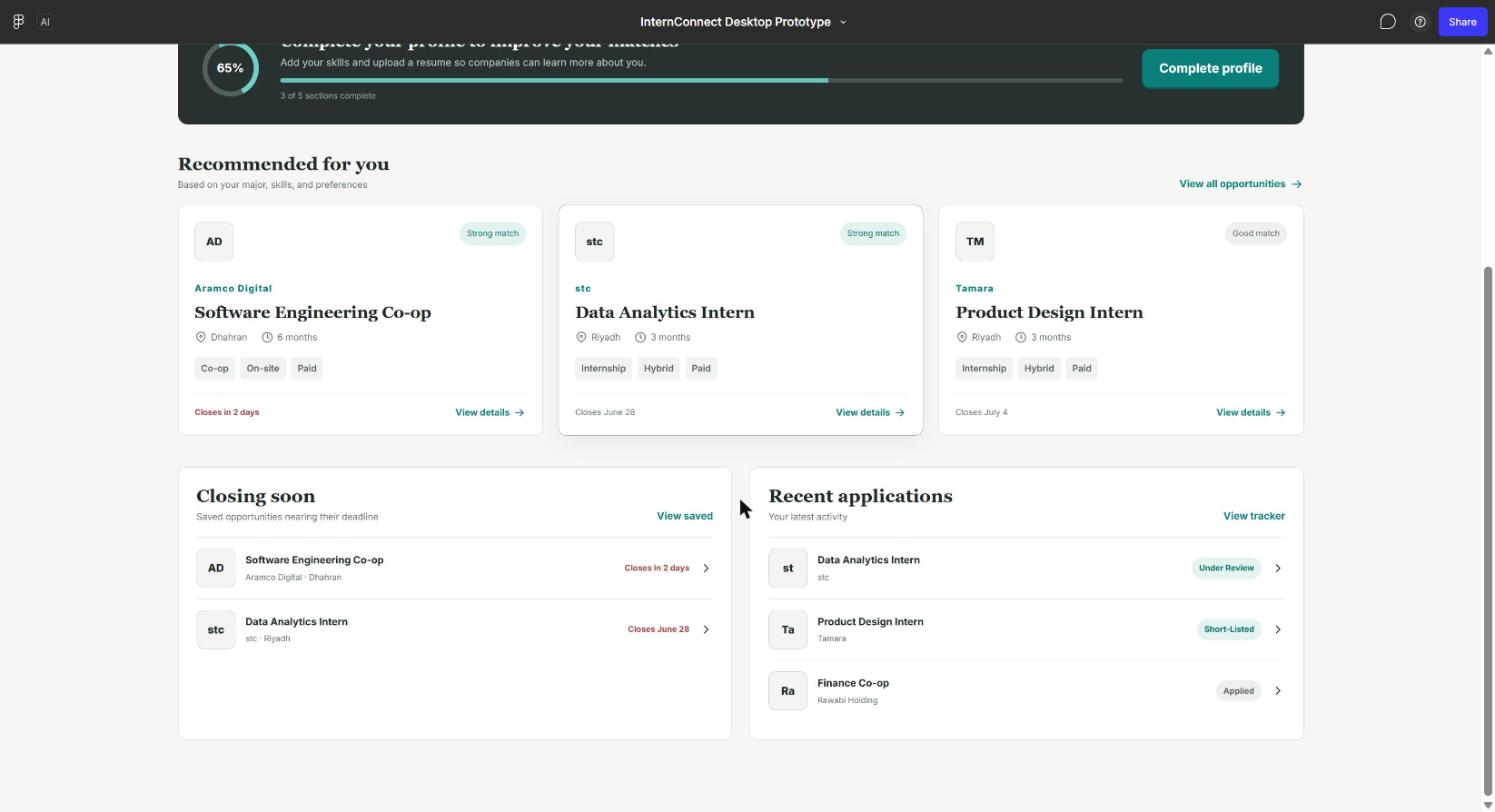 AI
InternConnect Desktop Prototype
Share
65%
Complete your profile to improve your matches
Add your skills and upload a resume so companies can learn more about you.
3 of 5 sections complete
Complete profile
Recommended for you
Based on your major, skills, and preferences
View all opportunities
AD
Strong match
Aramco Digital
Software Engineering Co-op
Dhahran 6 months
Co-op On-site Paid
Closes in 2 days View details
stc
Strong match
stc
Data Analytics Intern
Riyadh 3 months
Internship Hybrid Paid
Closes June 28 View details
TM
Good match
Tamara
Product Design Intern
Riyadh 3 months
Internship Hybrid Paid
Closes July 4 View details
Closing soon
Saved opportunities nearing their deadline
View saved
AD
Software Engineering Co-op
Aramco Digital · Dhahran
Closes in 2 days
stc
Data Analytics Intern
stc · Riyadh
Closes June 28
Recent applications
Your latest activity
View tracker
st
Data Analytics Intern
stc
Under Review
Ta
Product Design Intern
Tamara
Short-Listed
Ra
Finance Co-op
Rawabi Holding
Applied